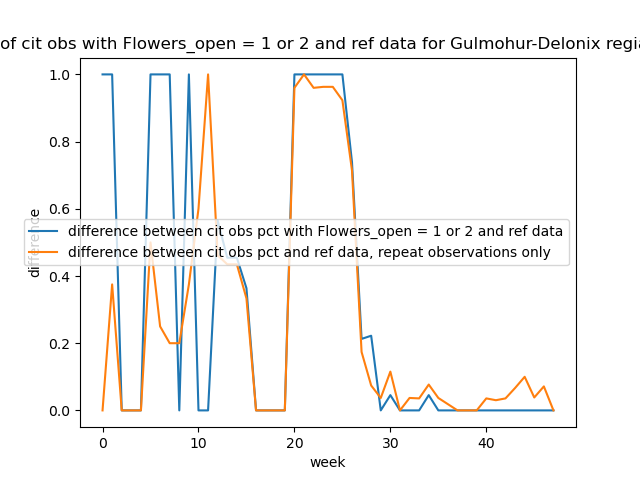 of cit obs with Flowers_open = 1 or 2 and ref data for Gulmohur-Delonix regia
1.0
0.8
0.6
0.4
0.2
0.0
difference
difference between cit obs pct with Flowers_open = 1 or 2 and ref data
difference between cit obs pct and ref data, repeat observations only
0 10 20 30 40
week